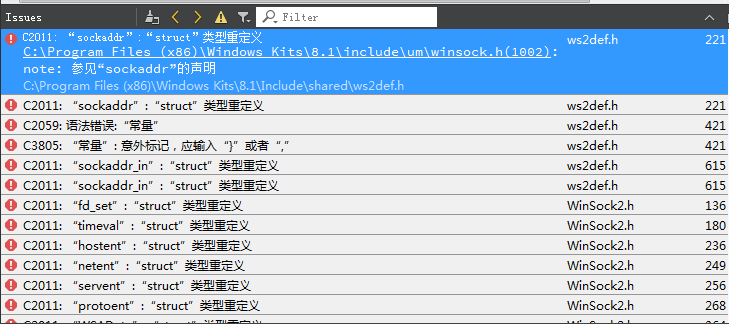 Issues
Filter
C2011: “sockaddr”:“struct”类型重定义 ws2def.h 221
C:\Program Files (x86)\Windows Kits\8.1\include\um\winsock.h(1002):
note: 参见“sockaddr”的声明
C:\Program Files (x86)\Windows Kits\8.1\Include\shared\ws2def.h
C2011: “sockaddr”:“struct”类型重定义 ws2def.h 221
C2059: 语法错误:“常量” ws2def.h 421
C3805: “常量”: 意外标记，应输入“}”或者“,” ws2def.h 421
C2011: “sockaddr_in”:“struct”类型重定义 ws2def.h 615
C2011: “sockaddr_in”:“struct”类型重定义 ws2def.h 615
C2011: “fd_set”:“struct”类型重定义 WinSock2.h 136
C2011: “timeval”:“struct”类型重定义 WinSock2.h 180
C2011: “hostent”:“struct”类型重定义 WinSock2.h 236
C2011: “netent”:“struct”类型重定义 WinSock2.h 249
C2011: “servent”:“struct”类型重定义 WinSock2.h 256
C2011: “protoent”:“struct”类型重定义 WinSock2.h 268